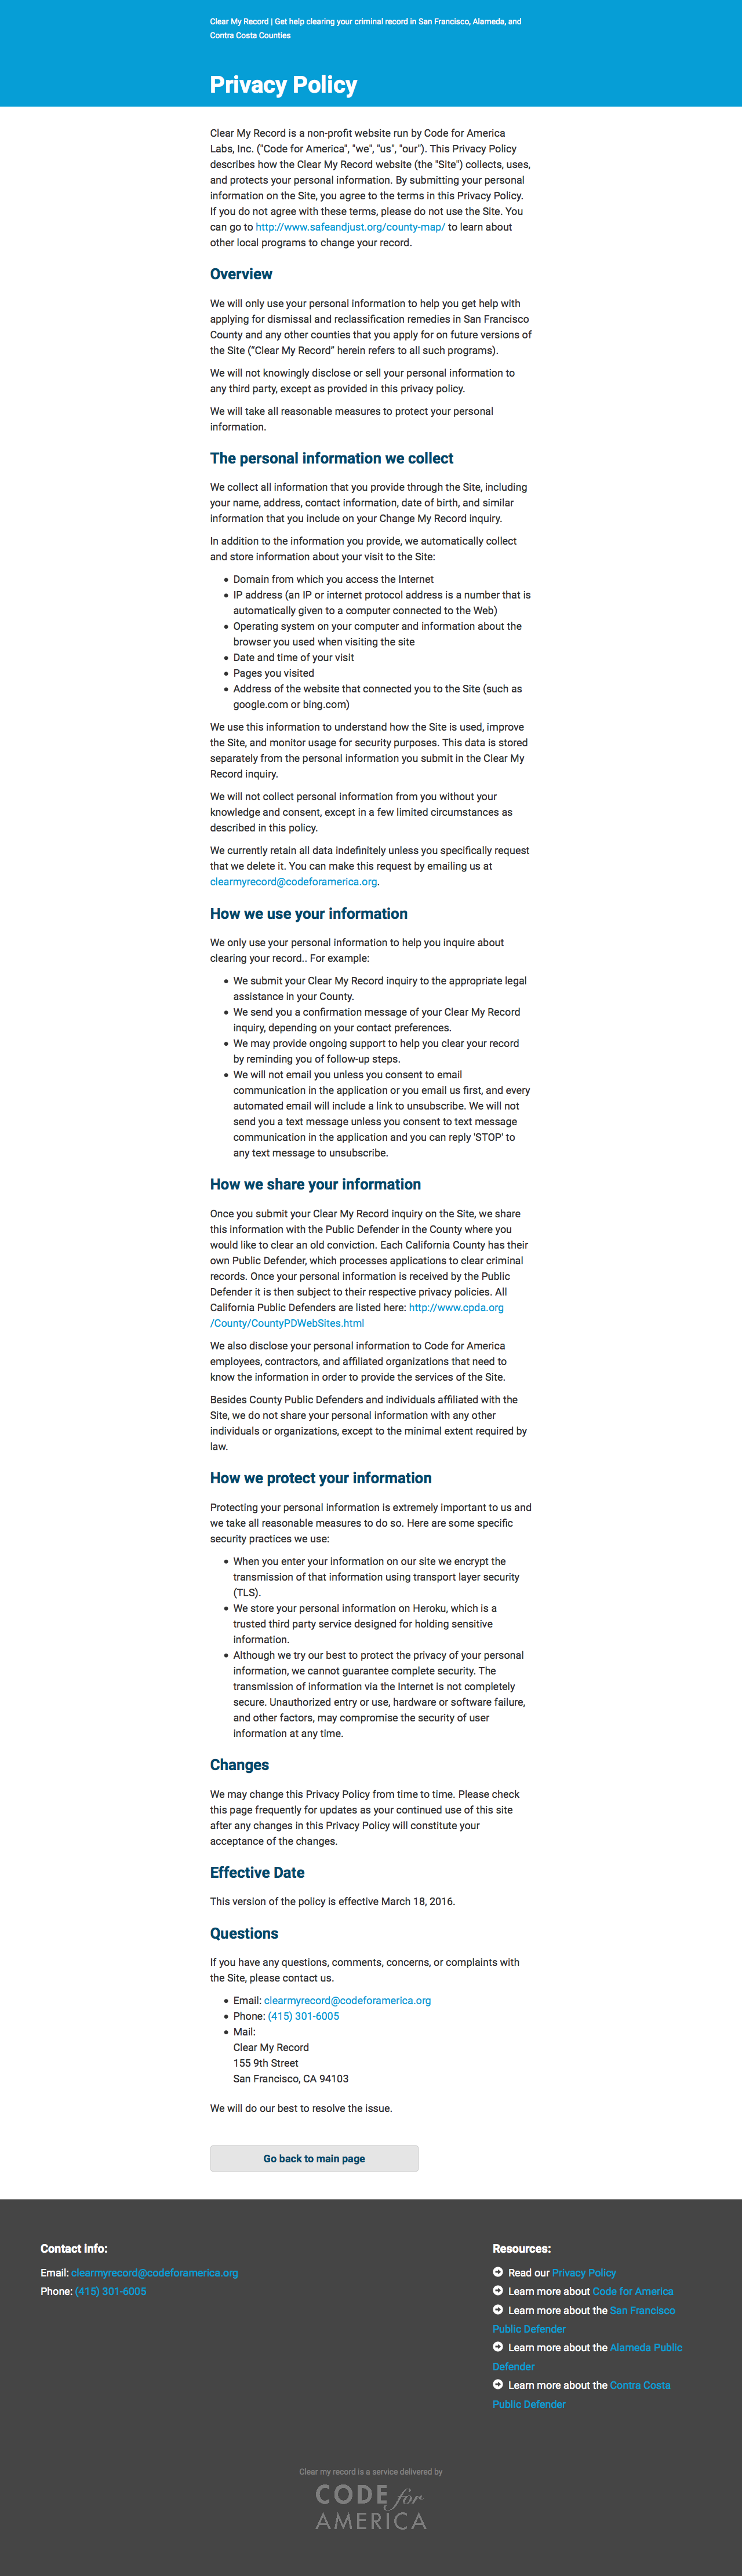 Clear My Record | Get help clearing your criminal record in San Francisco, Alameda, and
Contra Costa Counties
Privacy Policy
Clear My Record is a non-profit website run by Code for America
Labs, Inc. ("Code for America", "we", "us", "our"). This Privacy Policy
describes how the Clear My Record website (the "Site") collects, uses,
and protects your personal information. By submitting your personal
information on the Site, you agree to the terms in this Privacy Policy.
If you do not agree with these terms, please do not use the Site. You
can go to http://www.safeandjust.org/county-map/ to learn about
other local programs to change your record.
Overview
We will only use your personal information to help you get help with
applying for dismissal and reclassification remedies in San Francisco
County and any other counties that you apply for on future versions of
the Site (“Clear My Record” herein refers to all such programs).
We will not knowingly disclose or sell your personal information to
any third party, except as provided in this privacy policy.
We will take all reasonable measures to protect your personal
information.
The personal information we collect
We collect all information that you provide through the Site, including
your name, address, contact information, date of birth, and similar
information that you include on your Change My Record inquiry.
In addition to the information you provide, we automatically collect
and store information about your visit to the Site:
• Domain from which you access the Internet
• IP address (an IP or internet protocol address is a number that is
automatically given to a computer connected to the Web)
• Operating system on your computer and information about the
browser you used when visiting the site
• Date and time of your visit
• Pages you visited
• Address of the website that connected you to the Site (such as
google.com or bing.com)
We use this information to understand how the Site is used, improve
the Site, and monitor usage for security purposes. This data is stored
separately from the personal information you submit in the Clear My
Record inquiry.
We will not collect personal information from you without your
knowledge and consent, except in a few limited circumstances as
described in this policy.
We currently retain all data indefinitely unless you specifically request
that we delete it. You can make this request by emailing us at
clearmyrecord@codeforamerica.org.
How we use your information
We only use your personal information to help you inquire about
clearing your record.. For example:
• We submit your Clear My Record inquiry to the appropriate legal
assistance in your County.
• We send you a confirmation message of your Clear My Record
inquiry, depending on your contact preferences.
• We may provide ongoing support to help you clear your record
by reminding you of follow-up steps.
• We will not email you unless you consent to email
communication in the application or you email us first, and every
automated email will include a link to unsubscribe. We will not
send you a text message unless you consent to text message
communication in the application and you can reply 'STOP' to
any text message to unsubscribe.
How we share your information
Once you submit your Clear My Record inquiry on the Site, we share
this information with the Public Defender in the County where you
would like to clear an old conviction. Each California County has their
own Public Defender, which processes applications to clear criminal
records. Once your personal information is received by the Public
Defender it is then subject to their respective privacy policies. All
California Public Defenders are listed here: http://www.cpda.org
/County/CountyPDWebSites.html
We also disclose your personal information to Code for America
employees, contractors, and affiliated organizations that need to
know the information in order to provide the services of the Site.
Besides County Public Defenders and individuals affiliated with the
Site, we do not share your personal information with any other
individuals or organizations, except to the minimal extent required by
law.
How we protect your information
Protecting your personal information is extremely important to us and
we take all reasonable measures to do so. Here are some specific
security practices we use:
• When you enter your information on our site we encrypt the
transmission of that information using transport layer security
(TLS).
• We store your personal information on Heroku, which is a
trusted third party service designed for holding sensitive
information.
• Although we try our best to protect the privacy of your personal
information, we cannot guarantee complete security. The
transmission of information via the Internet is not completely
secure. Unauthorized entry or use, hardware or software failure,
and other factors, may compromise the security of user
information at any time.
Changes
We may change this Privacy Policy from time to time. Please check
this page frequently for updates as your continued use of this site
after any changes in this Privacy Policy will constitute your
acceptance of the changes.
Effective Date
This version of the policy is effective March 18, 2016.
Questions
If you have any questions, comments, concerns, or complaints with
the Site, please contact us.
• Email: clearmyrecord@codeforamerica.org
• Phone: (415) 301-6005
• Mail:
Clear My Record
155 9th Street
San Francisco, CA 94103
We will do our best to resolve the issue.
Go back to main page
Contact info:
Email: clearmyrecord@codeforamerica.org
Phone: (415) 301-6005
Resources:
Read our Privacy Policy
Learn more about Code for America
Learn more about the San Francisco
Public Defender
Learn more about the Alameda Public
Defender
Learn more about the Contra Costa
Public Defender
Clear my record is a service delivered by
CODE for
AMERICA